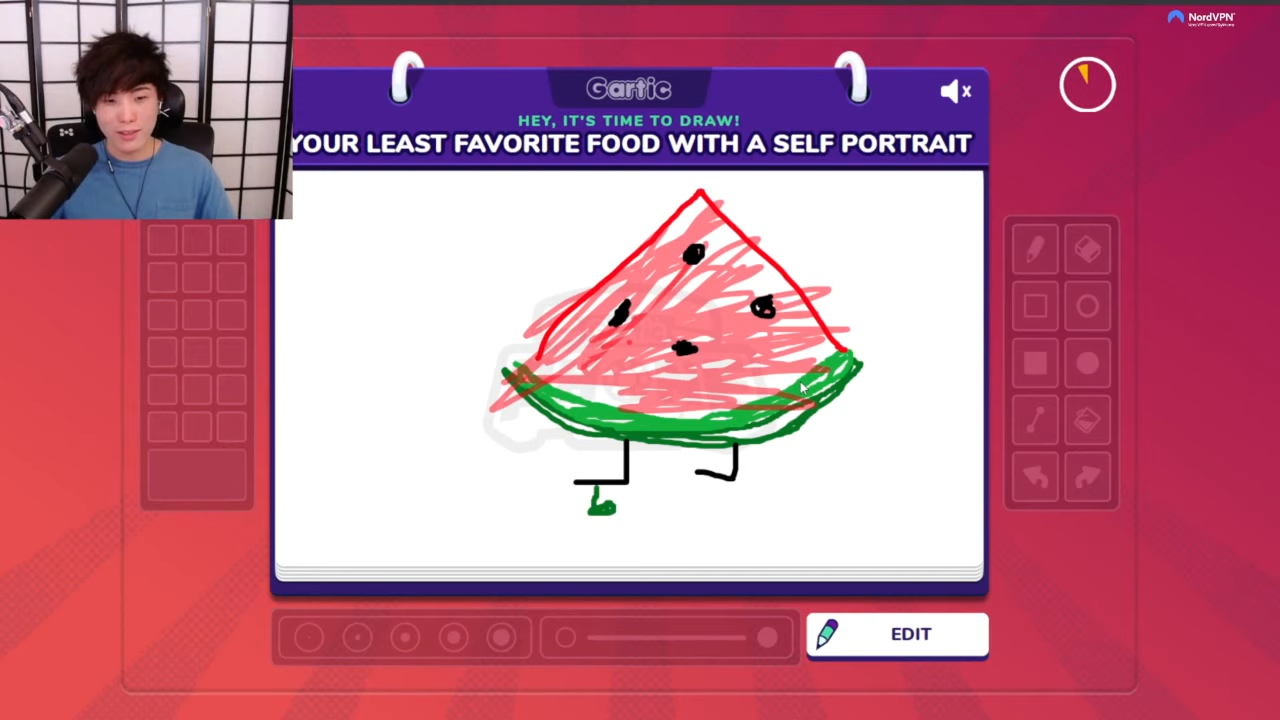 NordVPN
Gartic
HEY, IT'S TIME TO DRAW!
YOUR LEAST FAVORITE FOOD WITH A SELF PORTRAIT
EDIT